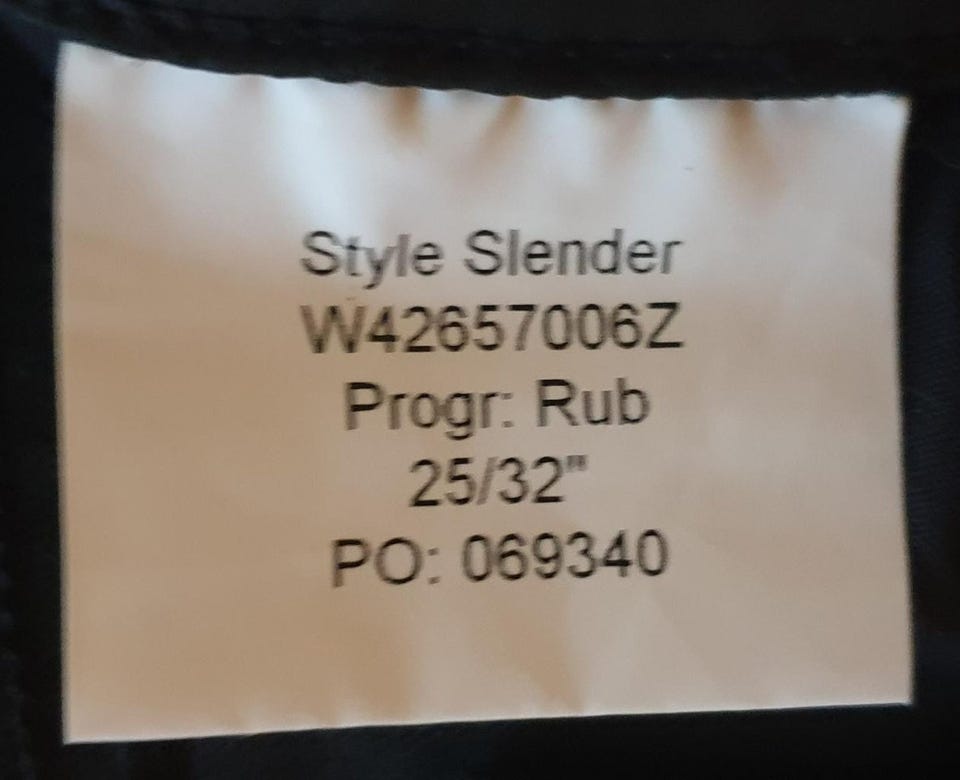 Style Slender
W42657006Z
Progr: Rub
25/32"
PO: 069340